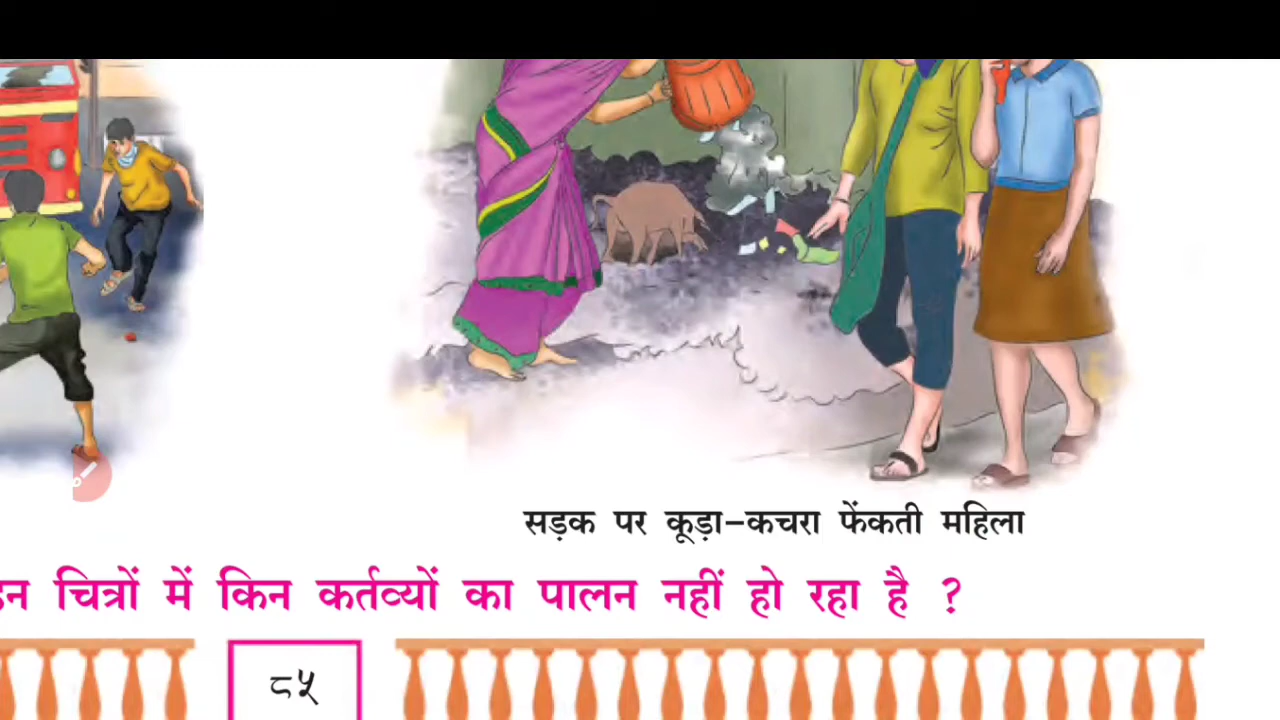 सड़क पर कूड़ा-कचरा फेंकती महिला
चित्रों में किन कर्तव्यों का पालन नहीं हो रहा है ?
८५